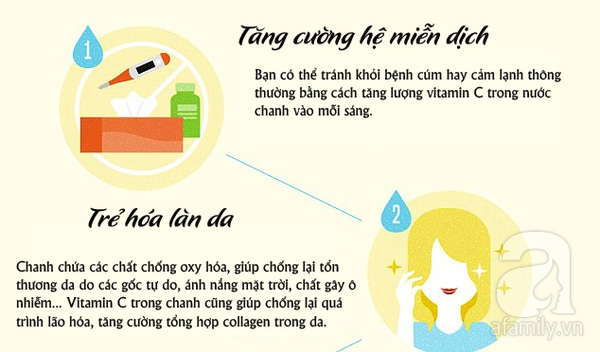 1
Tăng cường hệ miễn dịch
Bạn có thể tránh khỏi bệnh cúm hay cảm lạnh thông
thường bằng cách tăng lượng vitamin C trong nước
chanh vào mỗi sáng.
Trẻ hóa làn da
2
Chanh chứa các chất chống oxy hóa, giúp chống lại tổn
thương da do các gốc tự do, ánh nắng mặt trời, chất gây ô
nhiễm... Vitamin C trong chanh cũng giúp chống lại quá
trình lão hóa, tăng cường tổng hợp collagen trong da.
a
afamily.vn